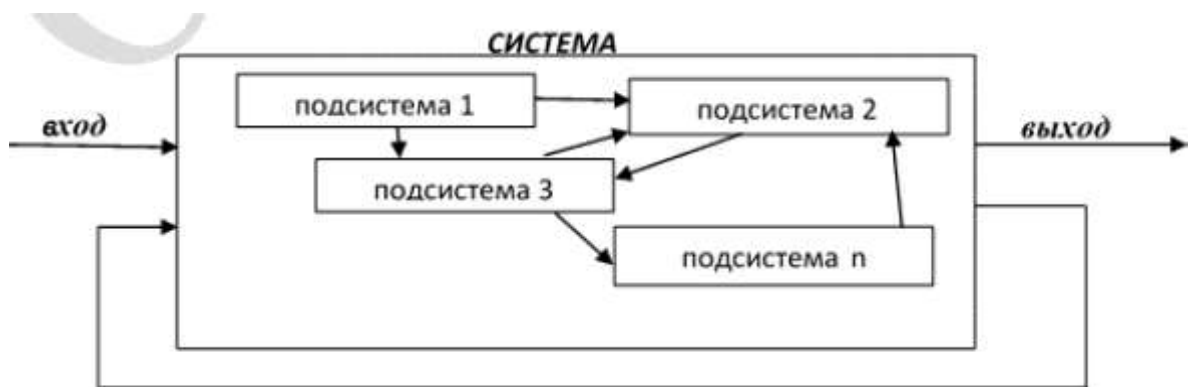 СИСТЕМА
подсистема 1
подсистема 2
вход
выход
подсистема 3
подсистема n